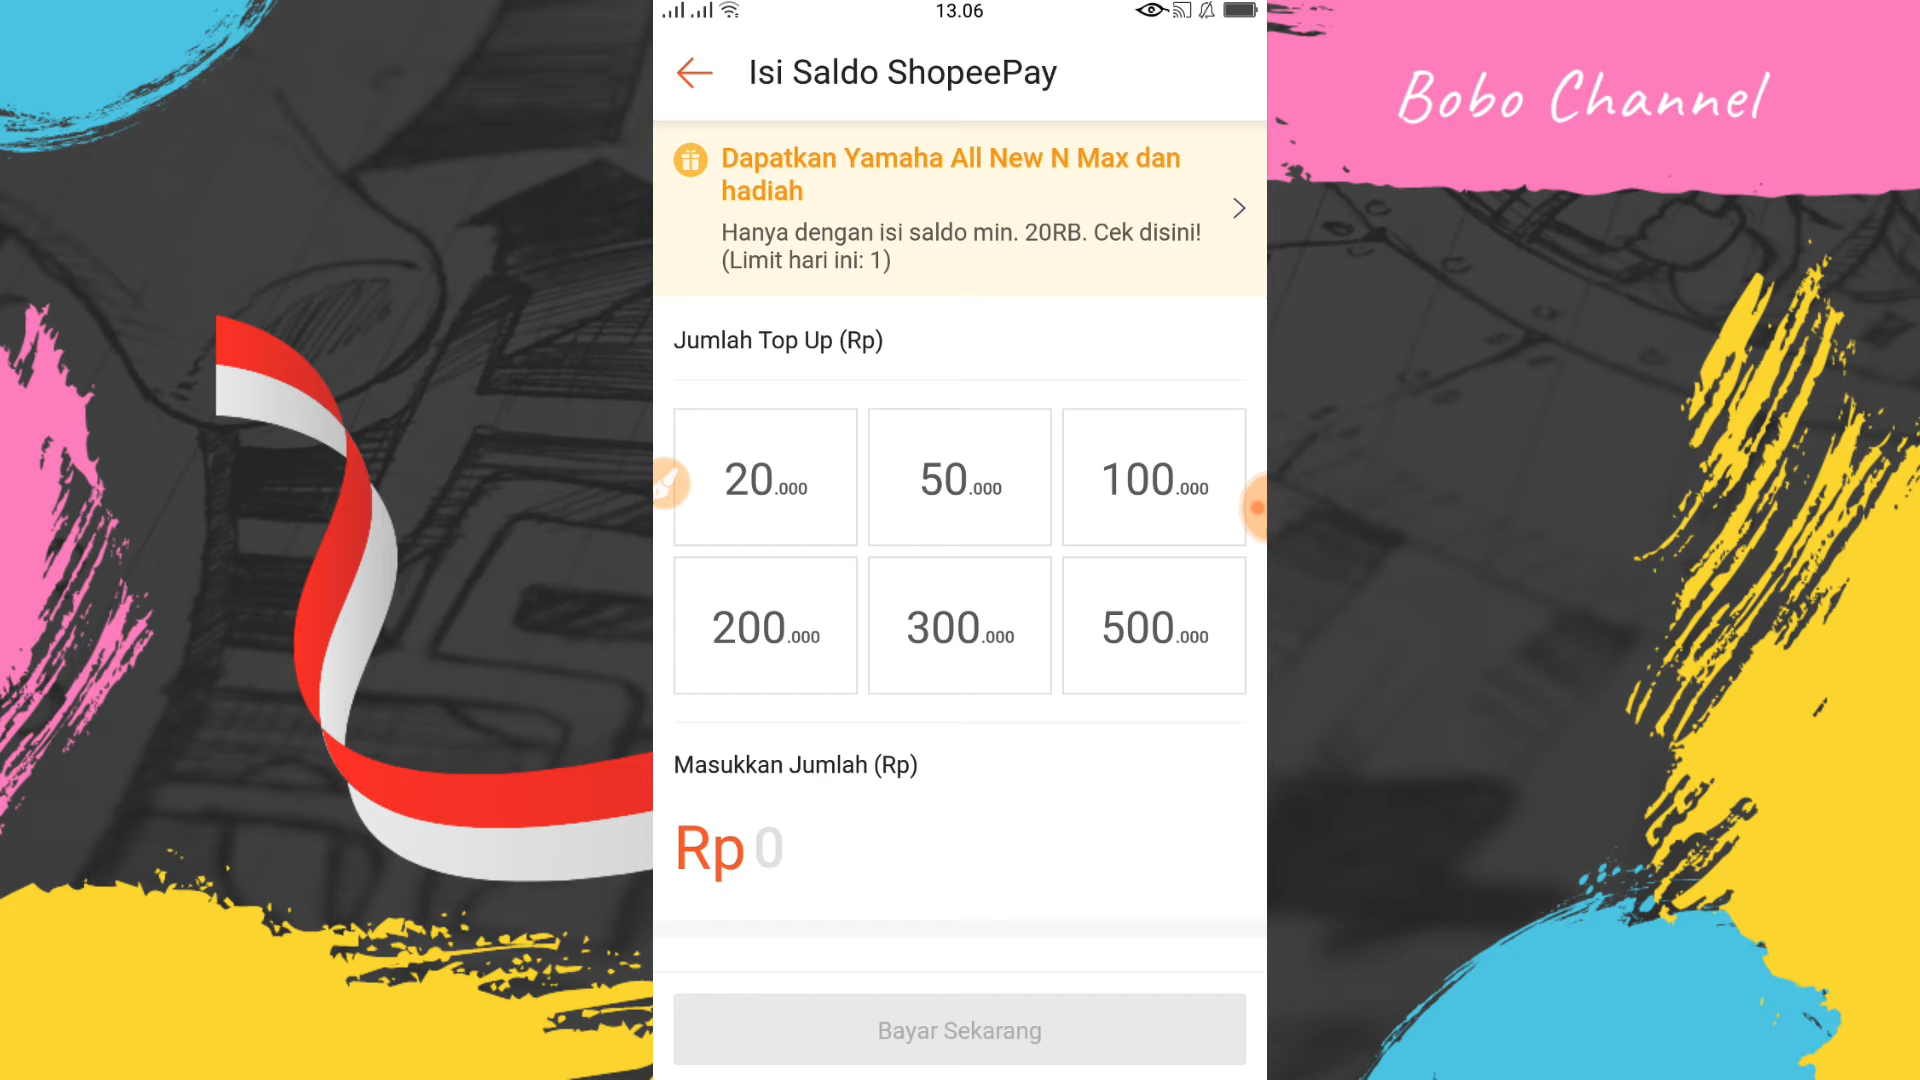 13.06
Isi Saldo ShopeePay
Bobo Channel
Dapatkan Yamaha All New N Max dan
hadiah
Hanya dengan isi saldo min. 20RB. Cek disini!
(Limit hari ini: 1)
Jumlah Top Up (Rp)
20.000 50.000 100.000
200.000 300.000 500.000
Masukkan Jumlah (Rp)
Rp 0
Bayar Sekarang